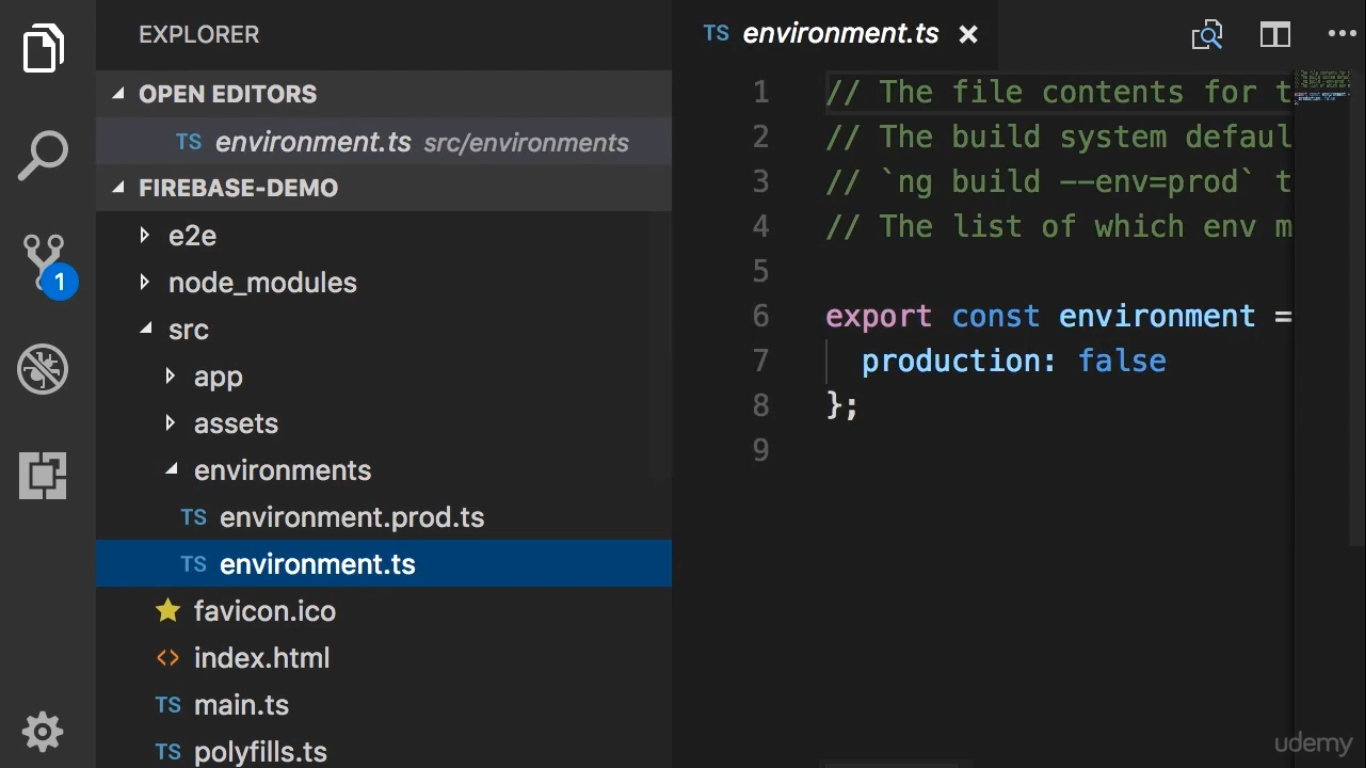 EXPLORER
OPEN EDITORS
TS environment.ts src/environments
FIREBASE-DEMO
e2e
node_modules
src
app
assets
environments
TS environment.prod.ts
TS environment.ts
favicon.ico
<> index.html
TS main.ts
TS polyfills.ts
1
TS environment.ts
1 // The file contents for t
2 // The build system defaul
3 // `ng build --env=prod` t
4 // The list of which env m
5
6 export const environment =
7 production: false
8 };
9
udemy